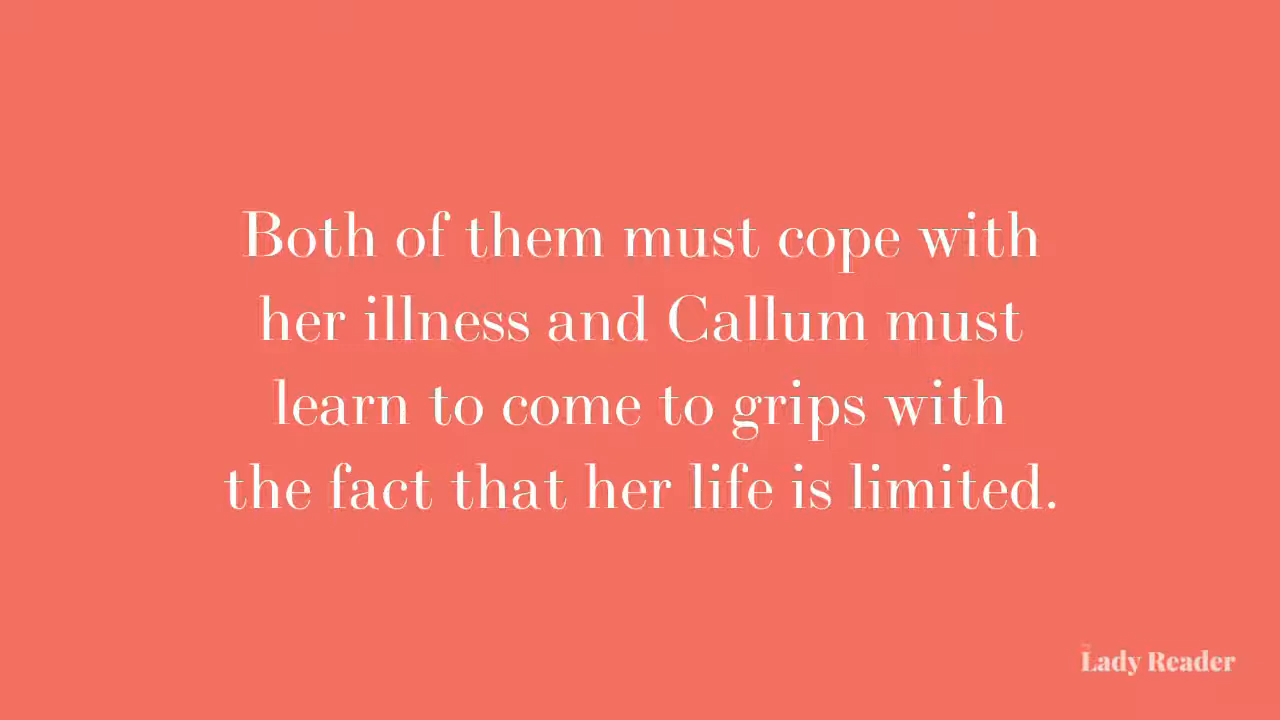 Both of them must cope with
her illness and Callum must
learn to come to grips with
the fact that her life is limited.
Lady Reader